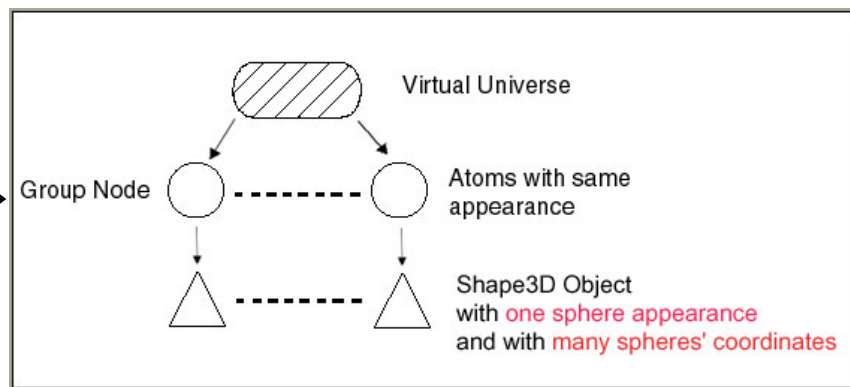 Virtual Universe
Group Node
Atoms with same
appearance
Shape3D Object
with one sphere appearance
and with many spheres' coordinates